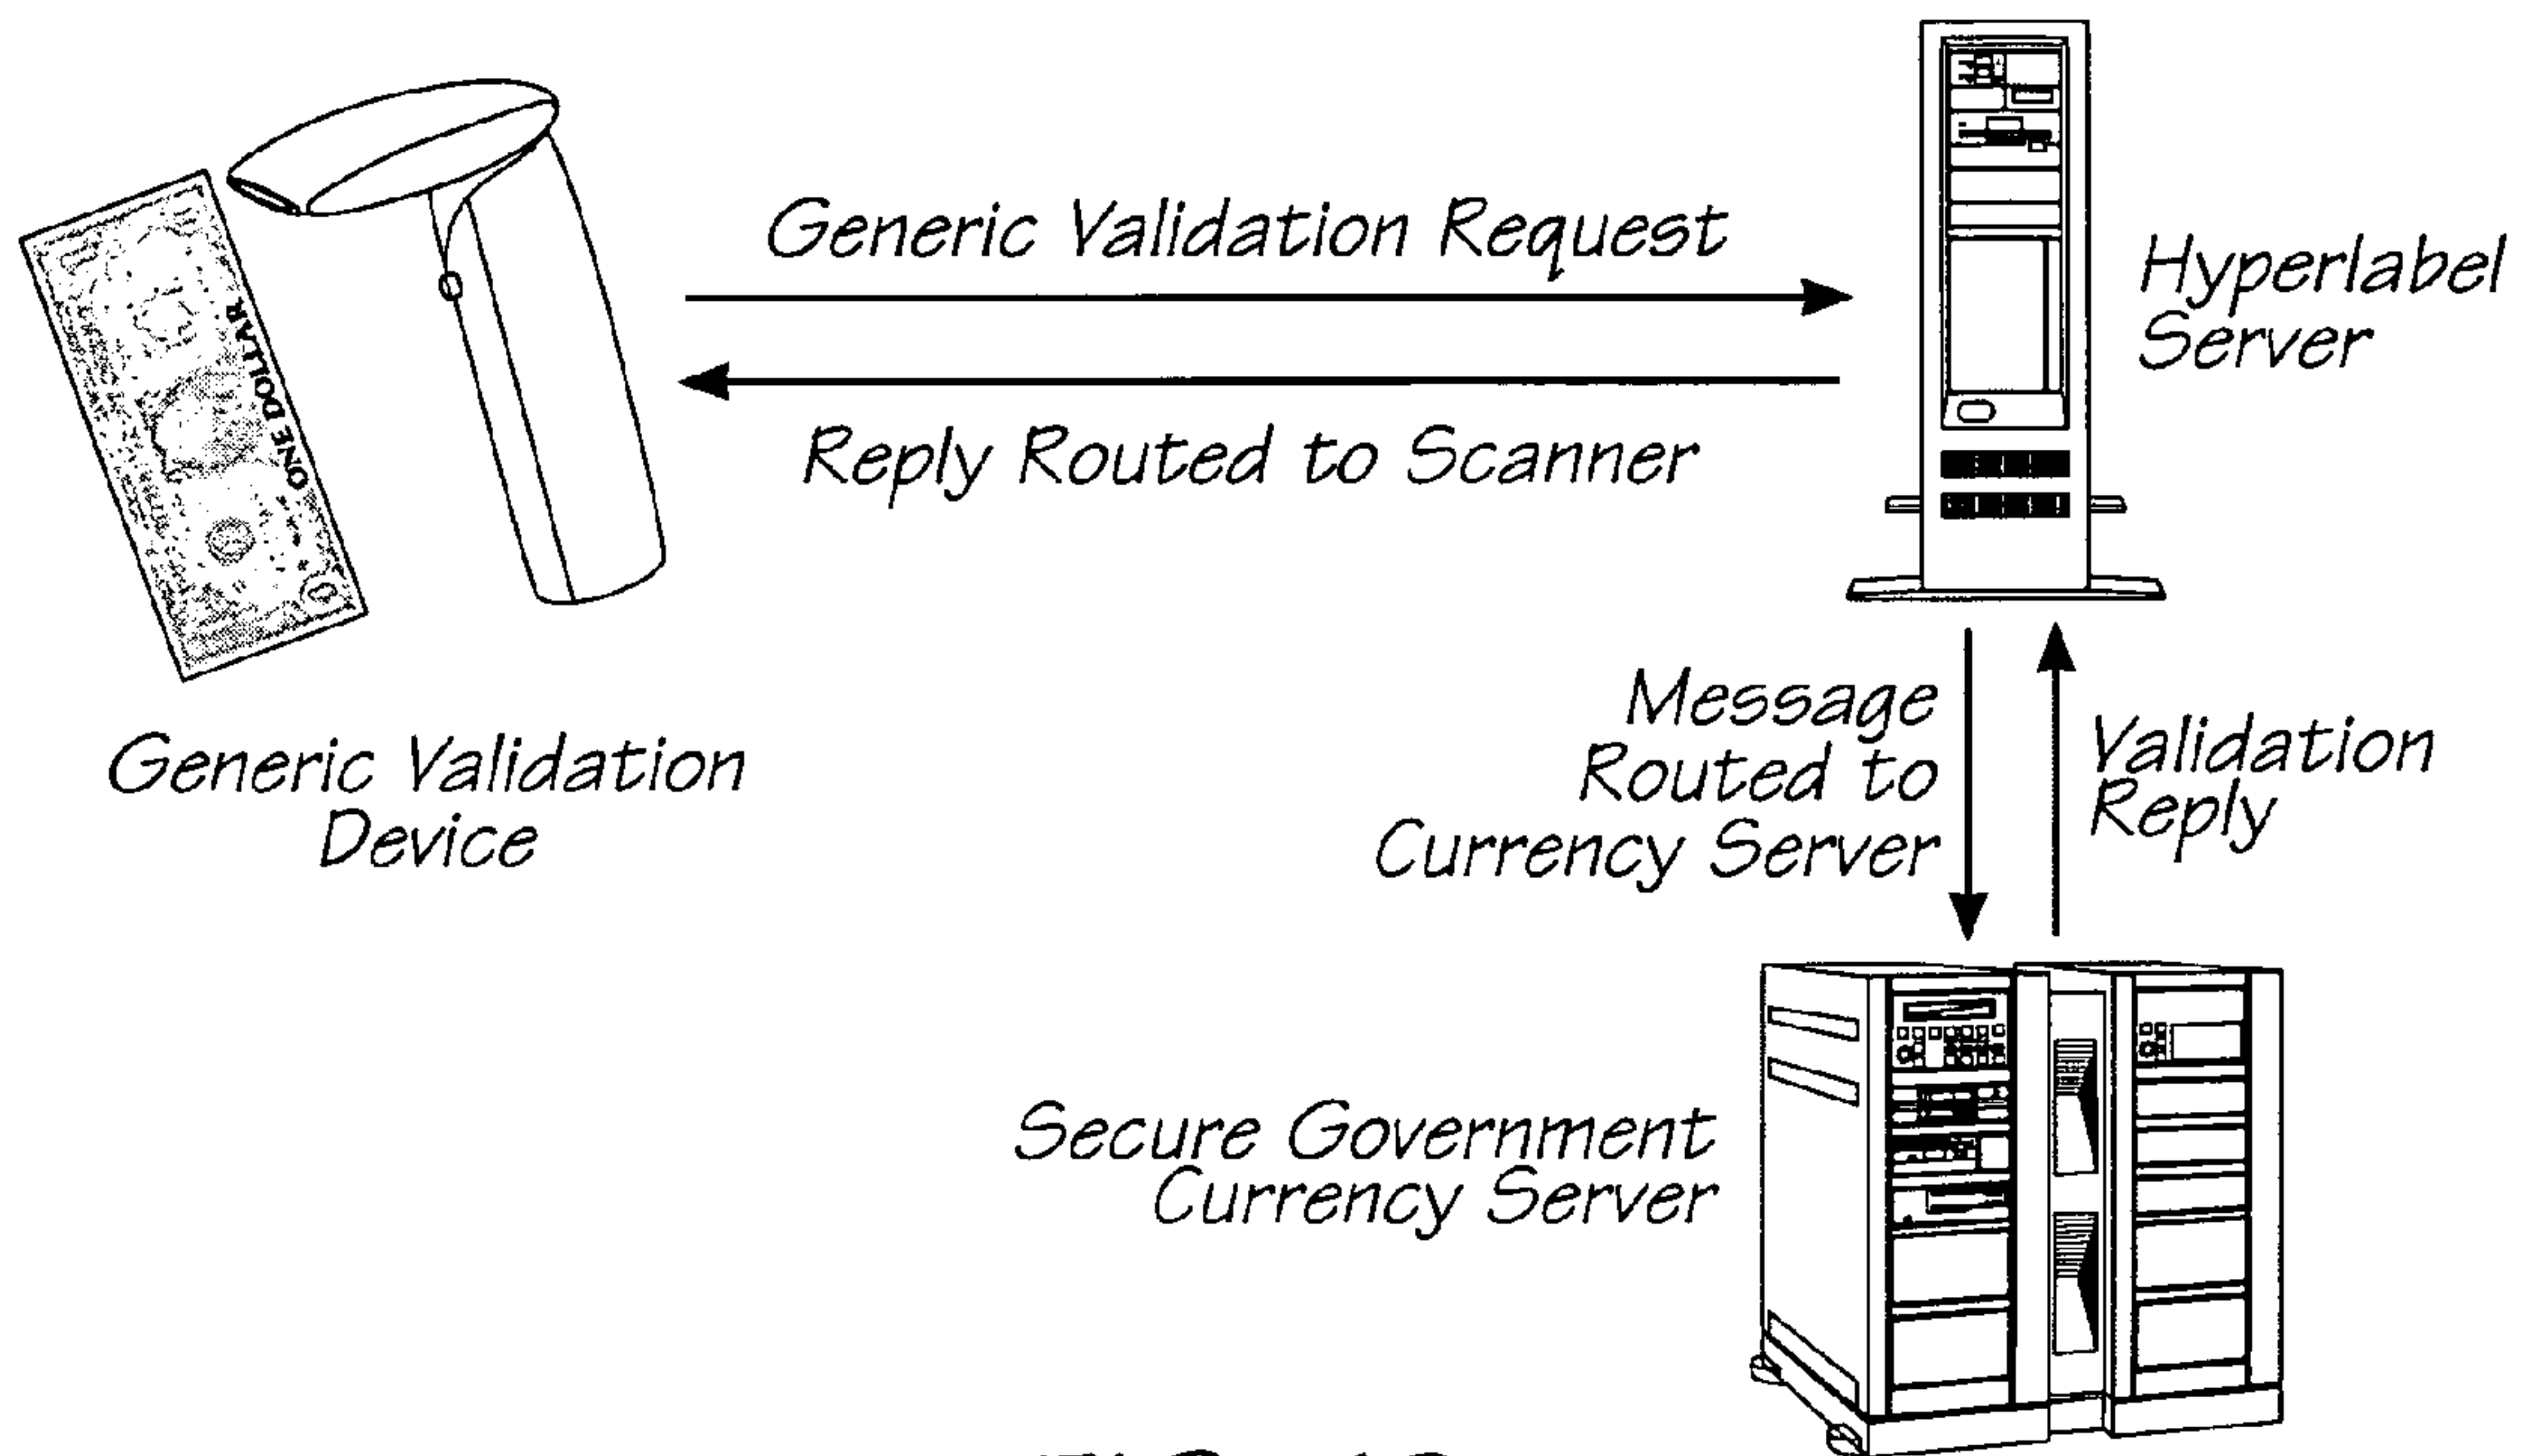 Generic Validation Request
Hyperlabel
Server
Reply Routed to Scanner
ONE DOLLAR
Generic Validation
Device
Message
Routed to
Currency Server
Validation
Reply
Secure Government
Currency Server